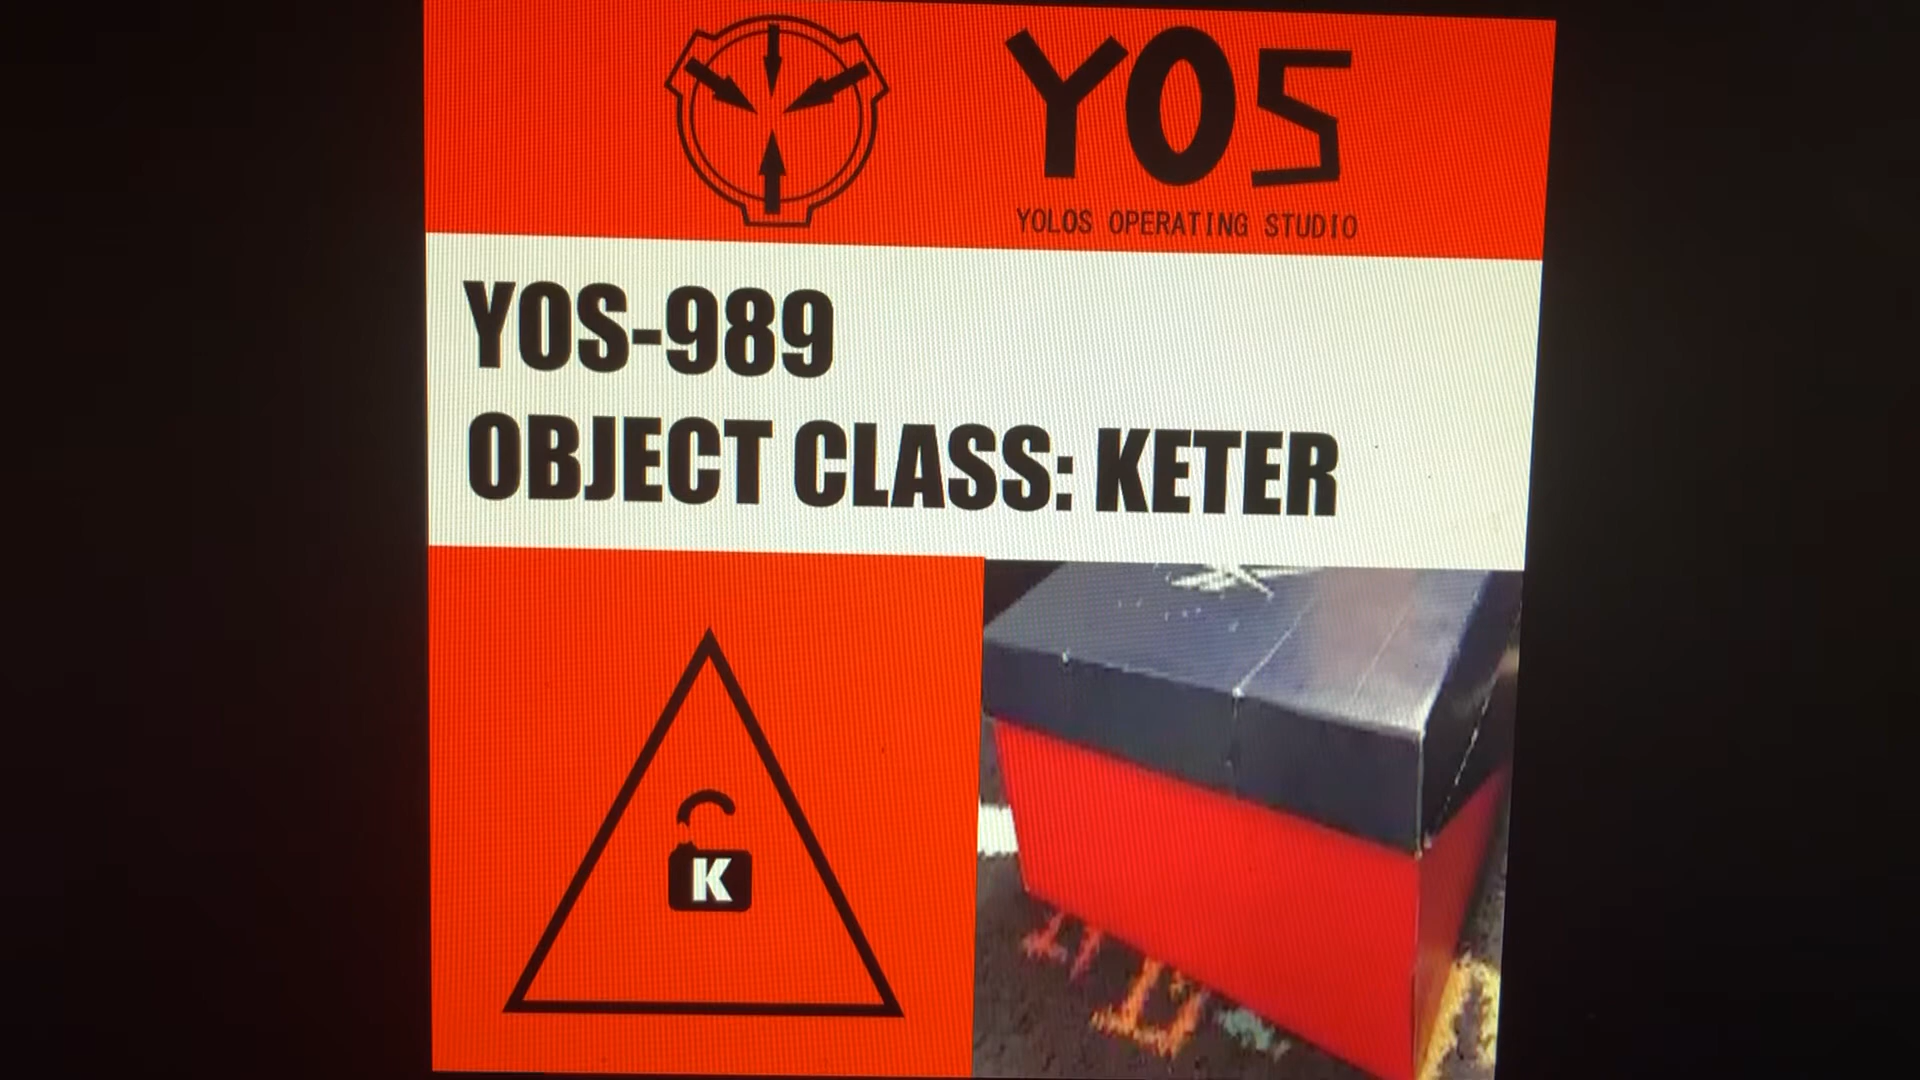 YOS
YOLOS OPERATING STUDIO
YOS-989
OBJECT CLASS: KETER
K